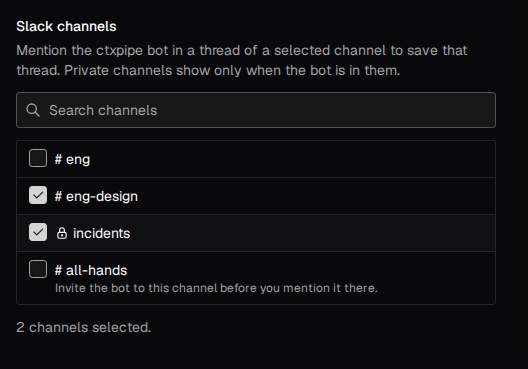 Slack channels
Mention the ctxpipe bot in a thread of a selected channel to save that
thread. Private channels show only when the bot is in them.
Search channels
# eng
# eng-design
incidents
# all-hands
Invite the bot to this channel before you mention it there.
2 channels selected.